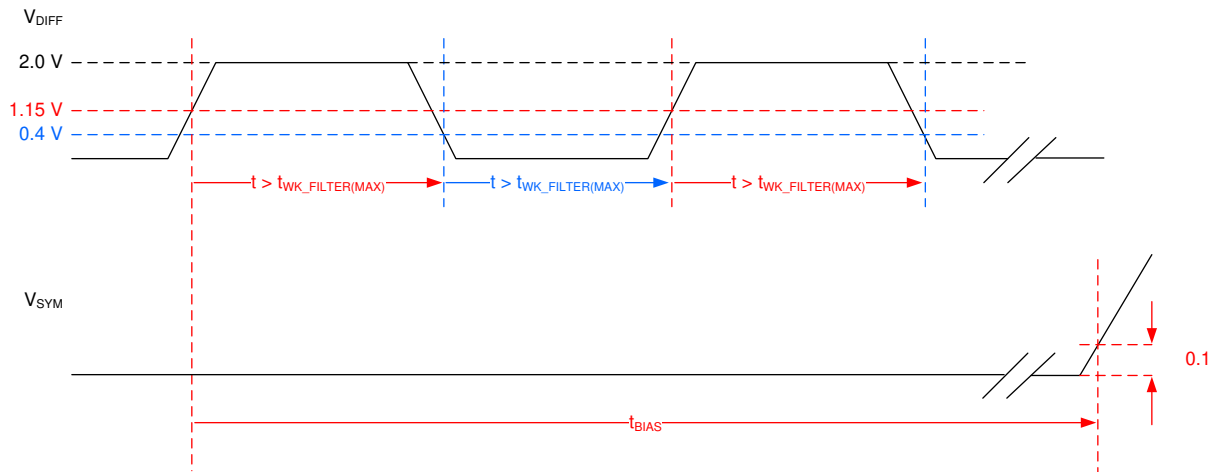 V_DIFF
2.0 V
1.15 V
0.4 V
t > t_WK_FILTER(MAX) t > t_WK_FILTER(MAX) t > t_WK_FILTER(MAX)
V_SYM
0.1
t_BIAS